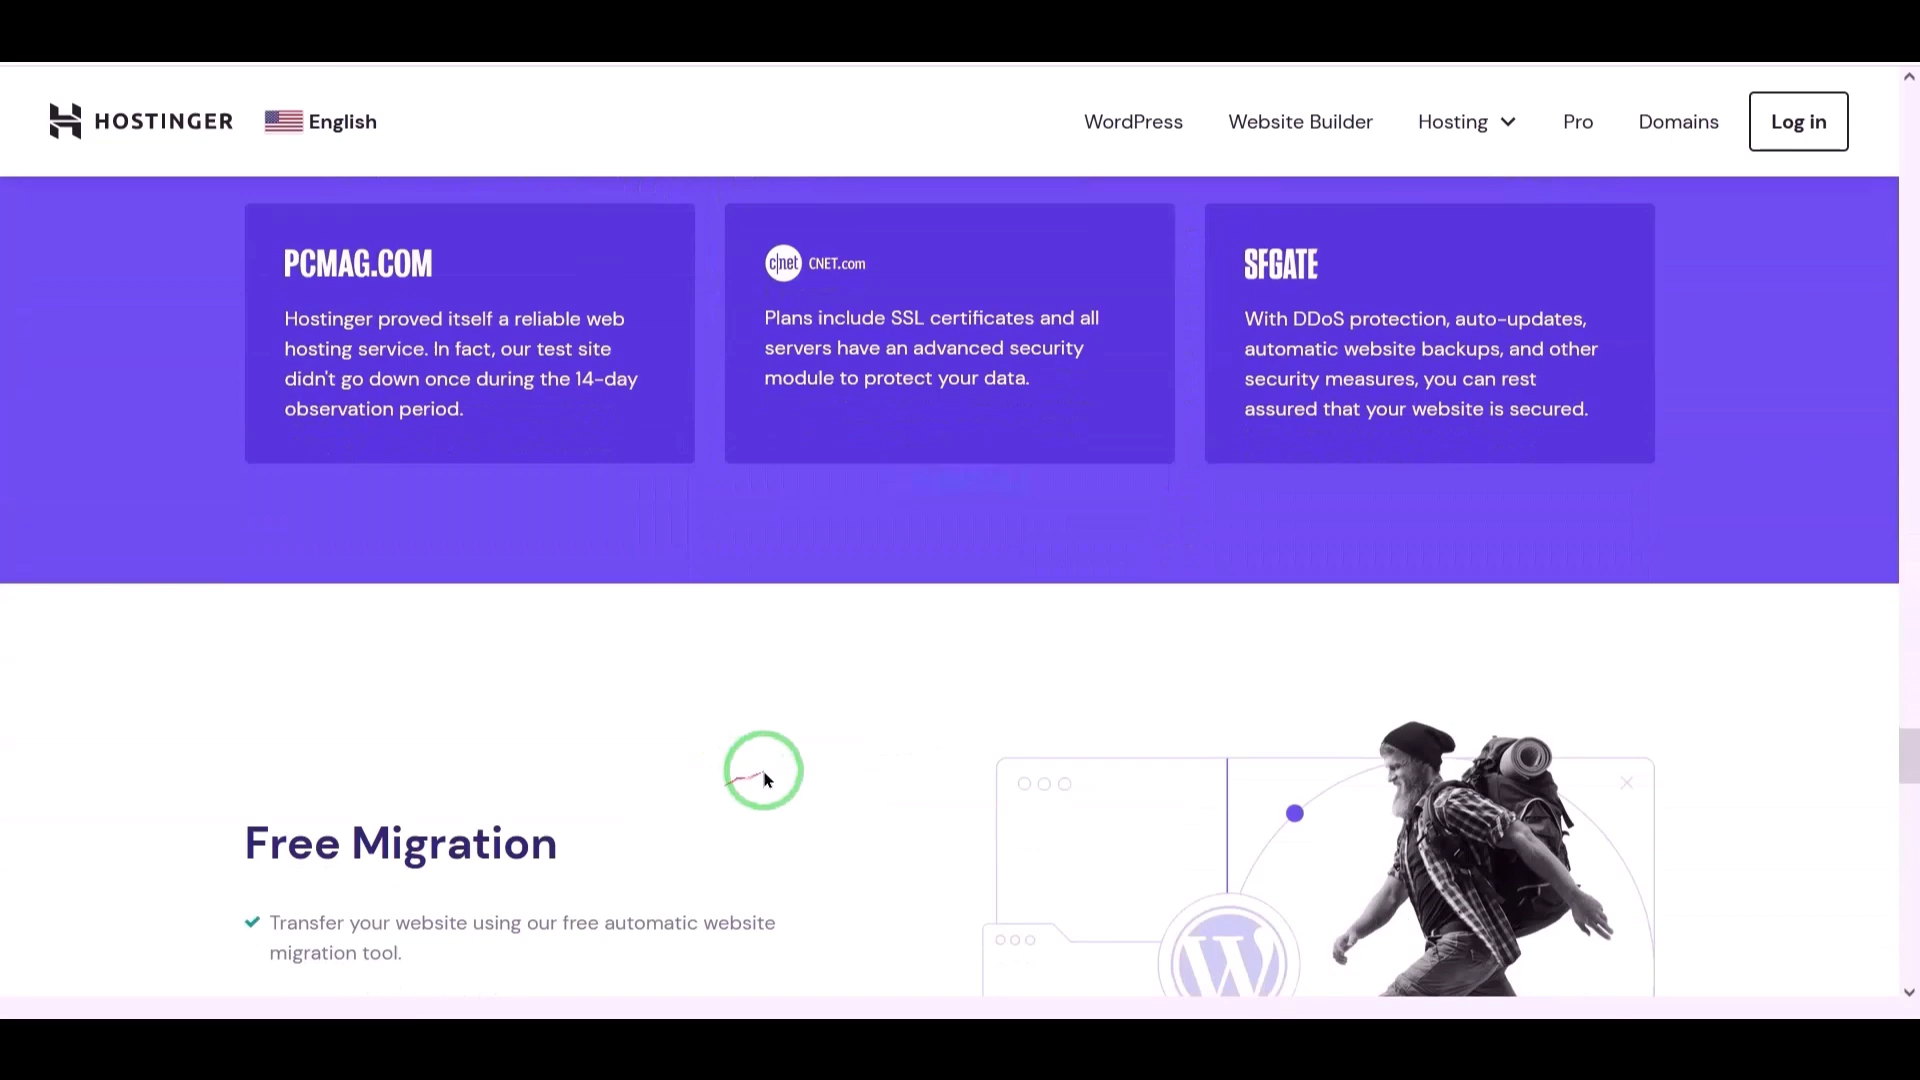 HOSTINGER English WordPress Website Builder Hosting Pro Domains Log in
PCMAG.COM
Hostinger proved itself a reliable web
hosting service. In fact, our test site
didn't go down once during the 14-day
observation period.
c|net CNET.com
Plans include SSL certificates and all
servers have an advanced security
module to protect your data.
SFGATE
With DDoS protection, auto-updates,
automatic website backups, and other
security measures, you can rest
assured that your website is secured.
Free Migration
Transfer your website using our free automatic website
migration tool.